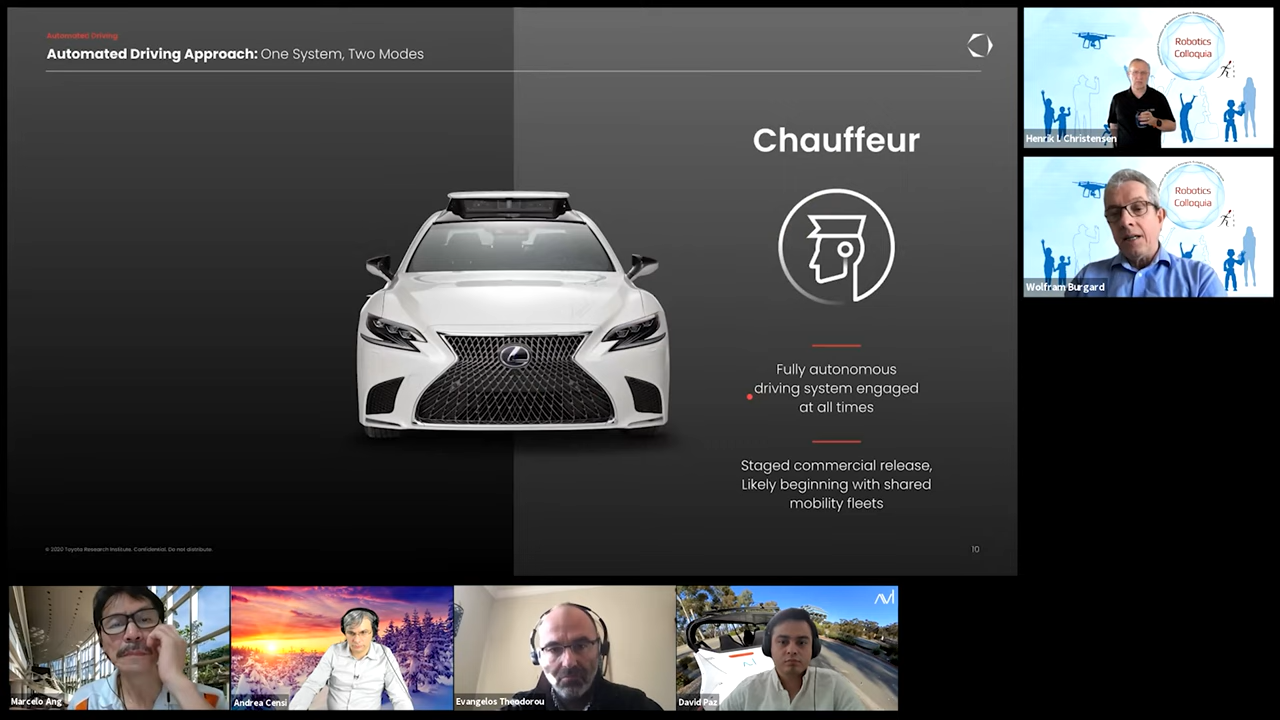 Automated Driving
Automated Driving Approach: One System, Two Modes
Chauffeur
Fully autonomous
driving system engaged
at all times
Staged commercial release,
Likely beginning with shared
mobility fleets
© 2020 Toyota Research Institute. Confidential. Do not distribute.
10
Robotics
Colloquia
Henrik I Christensen
Robotics
Colloquia
Wolfram Burgard
Marcelo Ang
Andrea Censi
Evangelos Theodorou
David Paz
AVL